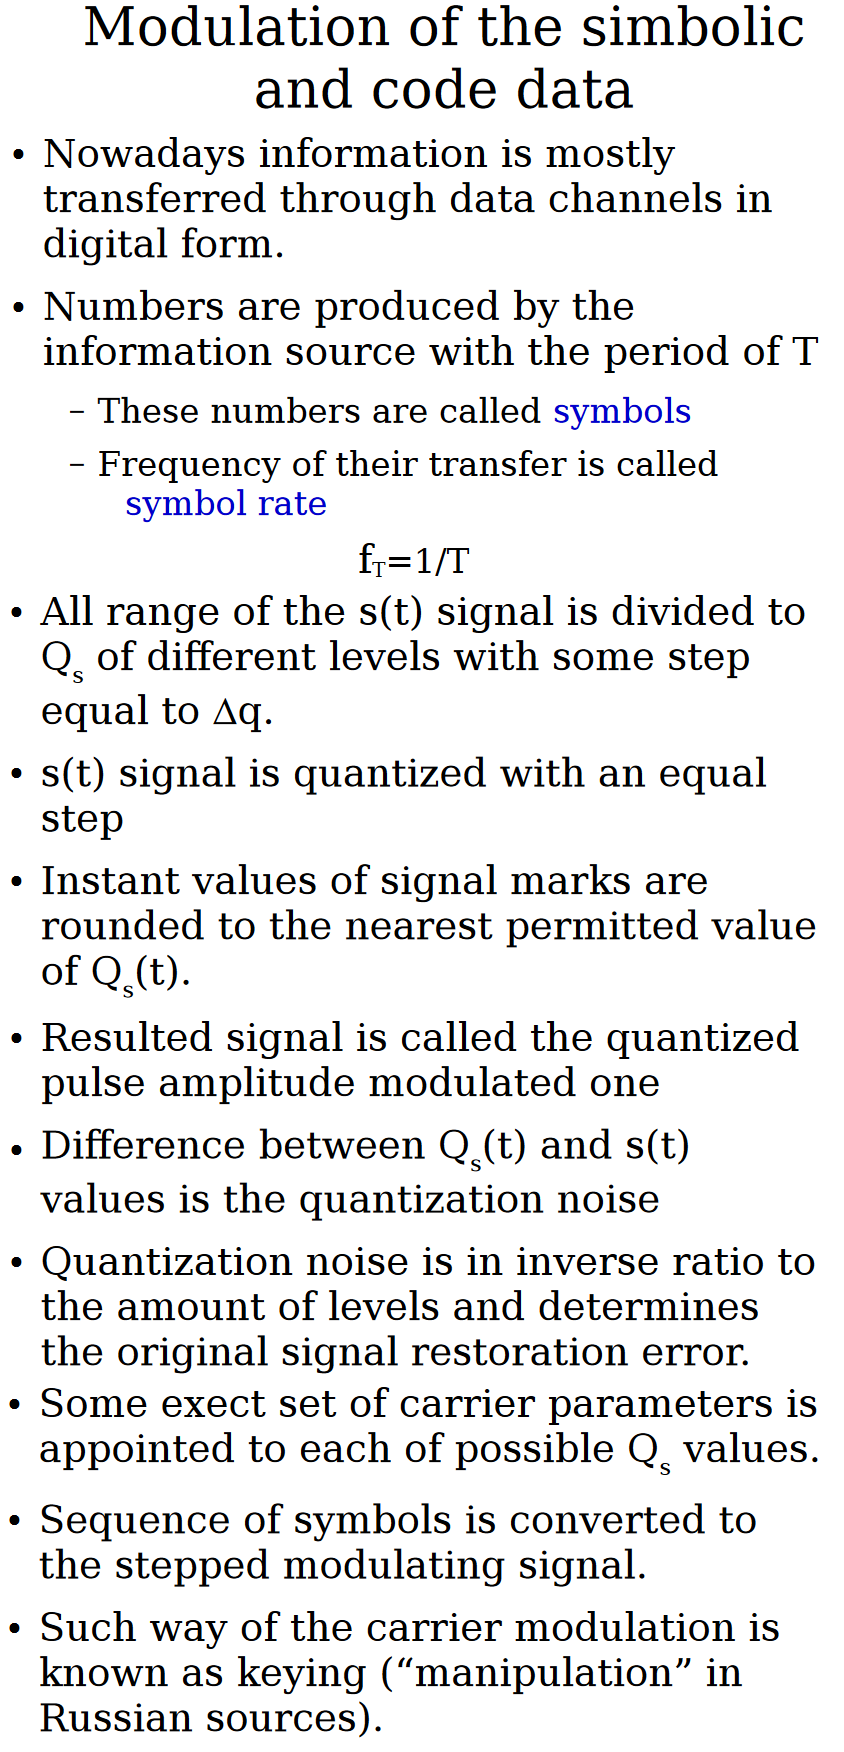 Modulation of the simbolic
and code data
• Nowadays information is mostly
transferred through data channels in
digital form.
• Numbers are produced by the
information source with the period of T
– These numbers are called symbols
– Frequency of their transfer is called
symbol rate
fT=1/T
• All range of the s(t) signal is divided to
Qs of different levels with some step
equal to Δq.
• s(t) signal is quantized with an equal
step
• Instant values of signal marks are
rounded to the nearest permitted value
of Qs(t).
• Resulted signal is called the quantized
pulse amplitude modulated one
• Difference between Qs(t) and s(t)
values is the quantization noise
• Quantization noise is in inverse ratio to
the amount of levels and determines
the original signal restoration error.
• Some exect set of carrier parameters is
appointed to each of possible Qs values.
• Sequence of symbols is converted to
the stepped modulating signal.
• Such way of the carrier modulation is
known as keying (“manipulation” in
Russian sources).